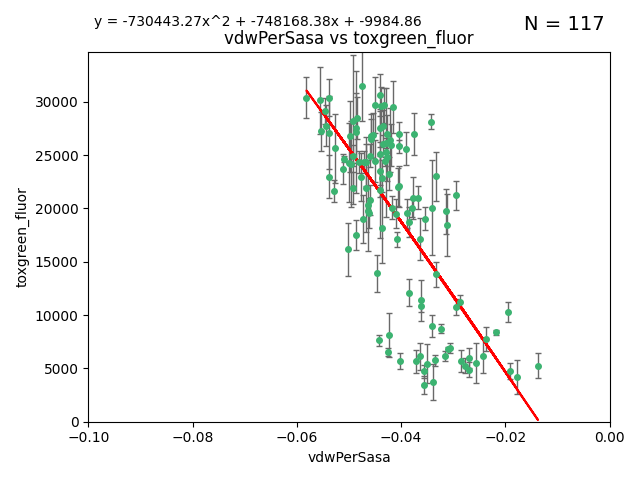 y = -730443.27x^2 + -748168.38x + -9984.86
N = 117
vdwPerSasa vs toxgreen_fluor
30000
25000
20000
15000
10000
5000
0
toxgreen_fluor
−0.10 −0.08 −0.06 −0.04 −0.02 0.00
vdwPerSasa